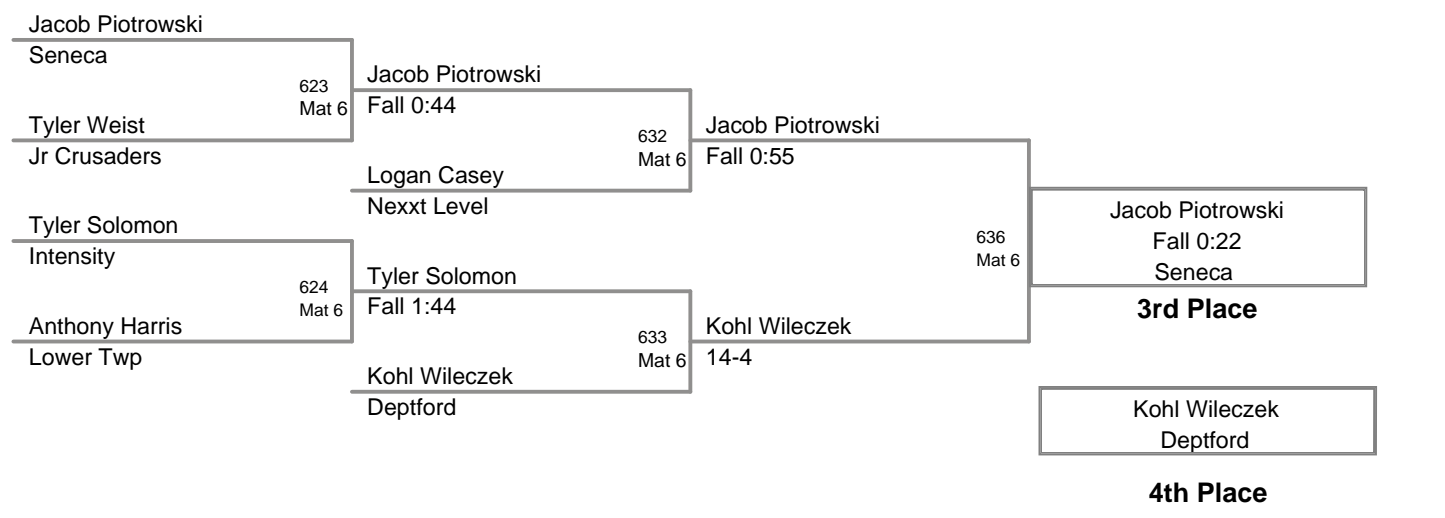 Jacob Piotrowski
Seneca
623
Mat 6
Tyler Weist
Jr Crusaders
Jacob Piotrowski
Fall 0:44
632
Mat 6
Logan Casey
Nexxt Level
Jacob Piotrowski
Fall 0:55
Tyler Solomon
Intensity
624
Mat 6
Anthony Harris
Lower Twp
Tyler Solomon
Fall 1:44
633
Mat 6
Kohl Wileczek
Deptford
Kohl Wileczek
14-4
636
Mat 6
Jacob Piotrowski
Fall 0:22
Seneca
3rd Place
Kohl Wileczek
Deptford
4th Place